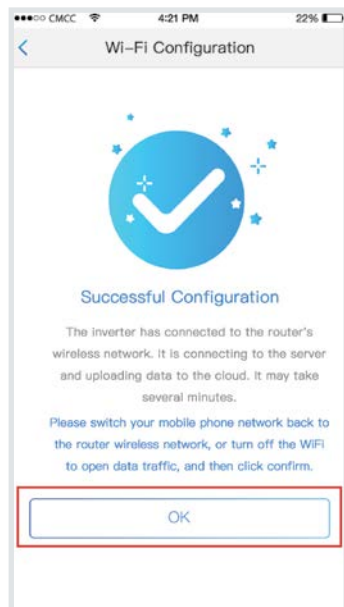 CMCC 4:21 PM 22%
Wi-Fi Configuration
Successful Configuration
The inverter has connected to the router's
wireless network. It is connecting to the server
and uploading data to the cloud. It may take
several minutes.
Please switch your mobile phone network back to
the router wireless network, or turn off the WiFi
to open data traffic, and then click confirm.
OK